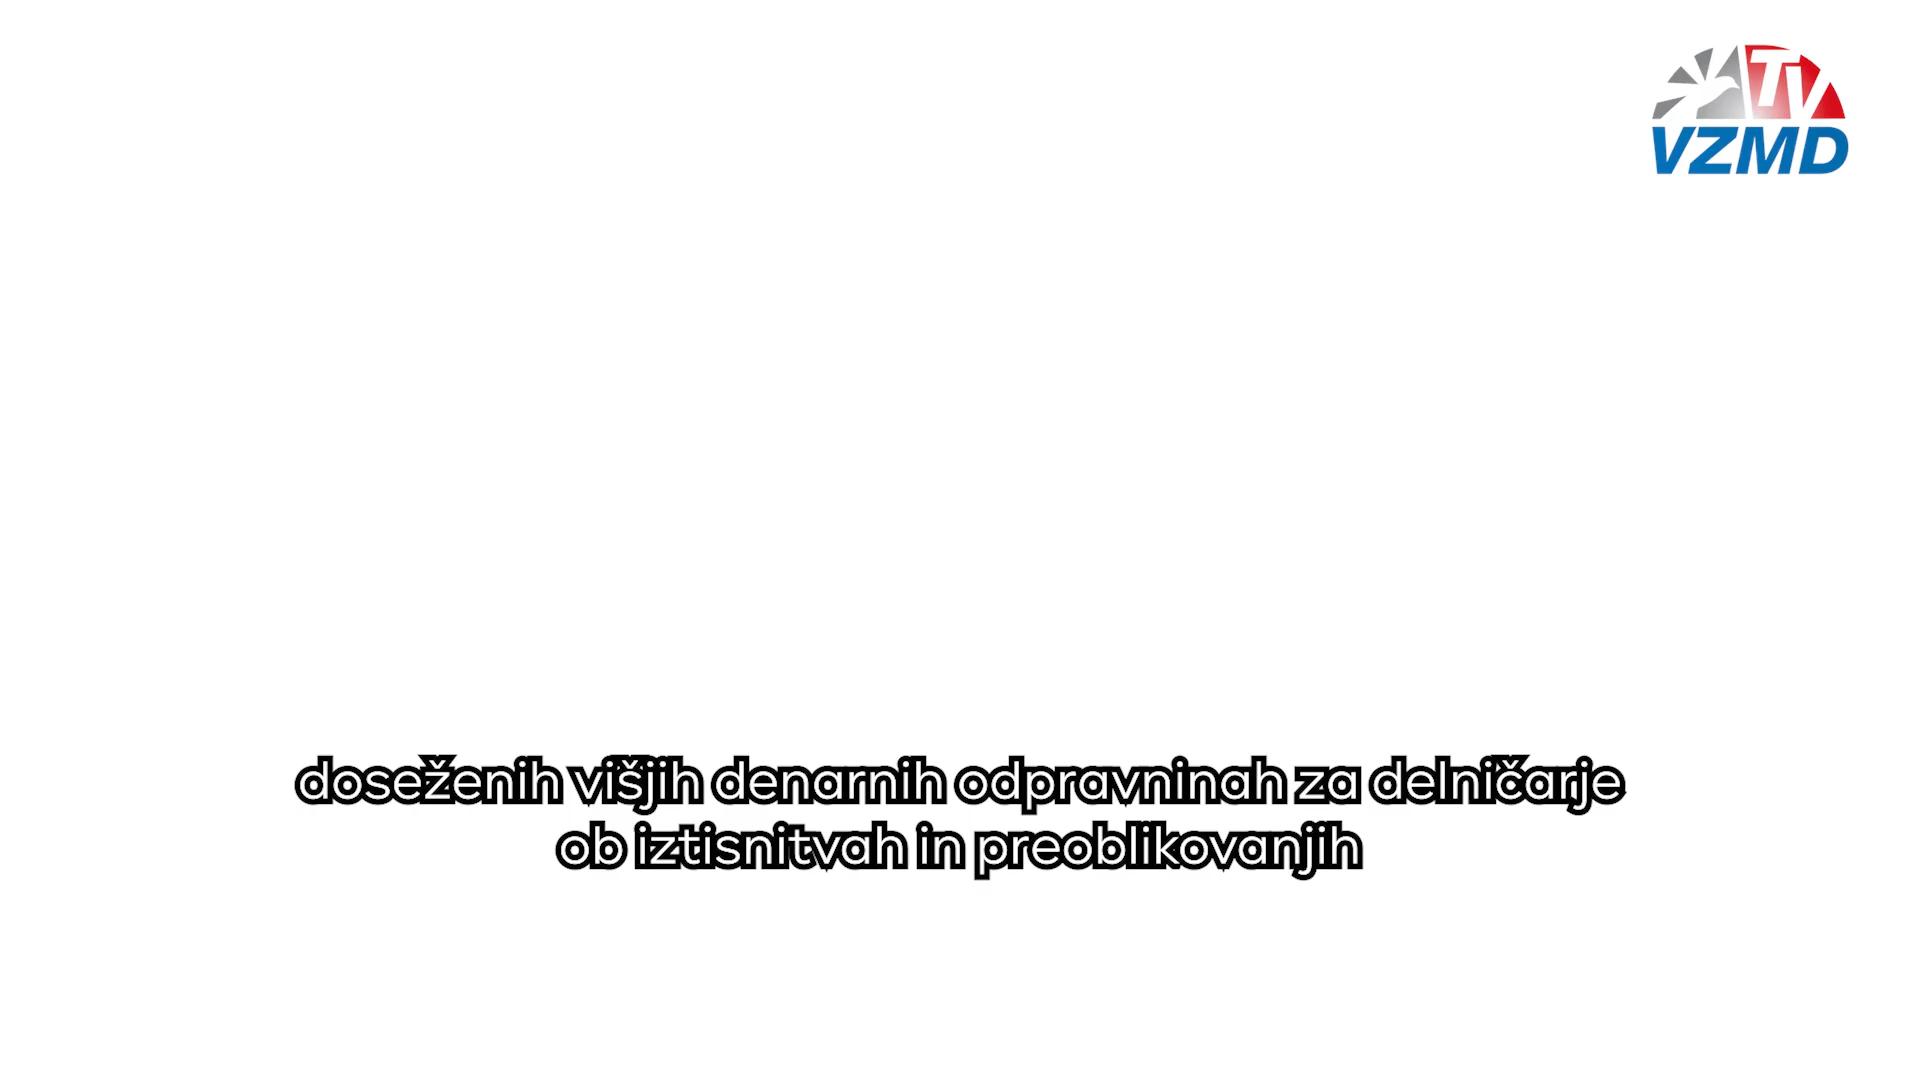 TV
VZMD
doseženih višjih denarnih odpravninah za delničarje
ob iztisnitvah in preoblikovanjih